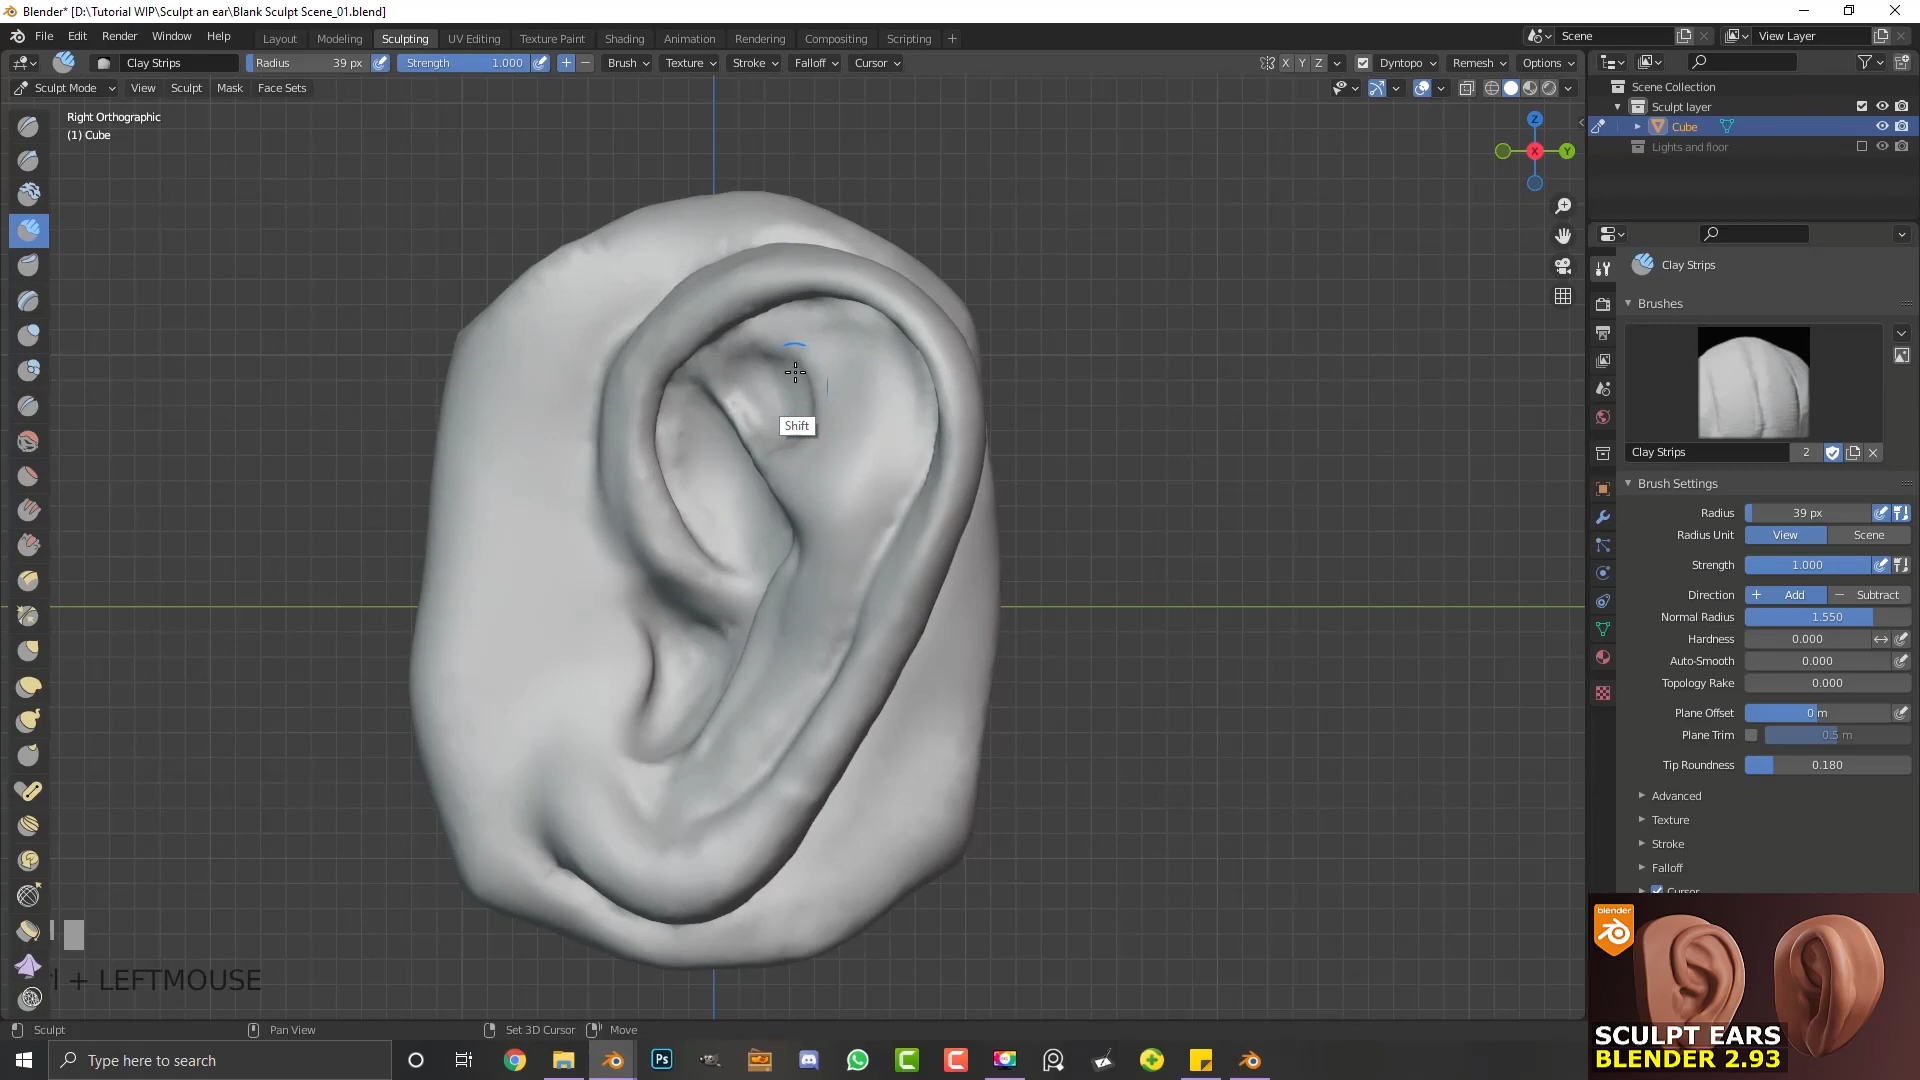 Blender* [D:\Tutorial WIP\Sculpt an ear\Blank Sculpt Scene_01.blend]
File Edit Render Window Help
Layout Modeling Sculpting UV Editing Texture Paint Shading Animation Rendering Compositing Scripting +
Scene
View Layer
Clay Strips
Radius 39 px
Strength 1.000
+ −
Brush Texture Stroke Falloff Cursor
X Y Z
Dyntopo Remesh Options
Sculpt Mode View Sculpt Mask Face Sets
Right Orthographic
(1) Cube
Z
X
Y
Shift
l + LEFTMOUSE
Scene Collection
Sculpt layer
Cube
Lights and floor
Clay Strips
Brushes
Clay Strips 2
Brush Settings
Radius 39 px
Radius Unit View Scene
Strength 1.000
Direction + Add − Subtract
Normal Radius 1.550
Hardness 0.000
Auto-Smooth 0.000
Topology Rake 0.000
Plane Offset 0 m
Plane Trim 0.5 m
Tip Roundness 0.180
Advanced
Texture
Stroke
Falloff
Cursor
blender
SCULPT EARS
BLENDER 2.93
Sculpt Pan View Set 3D Cursor Move
Type here to search
Ps